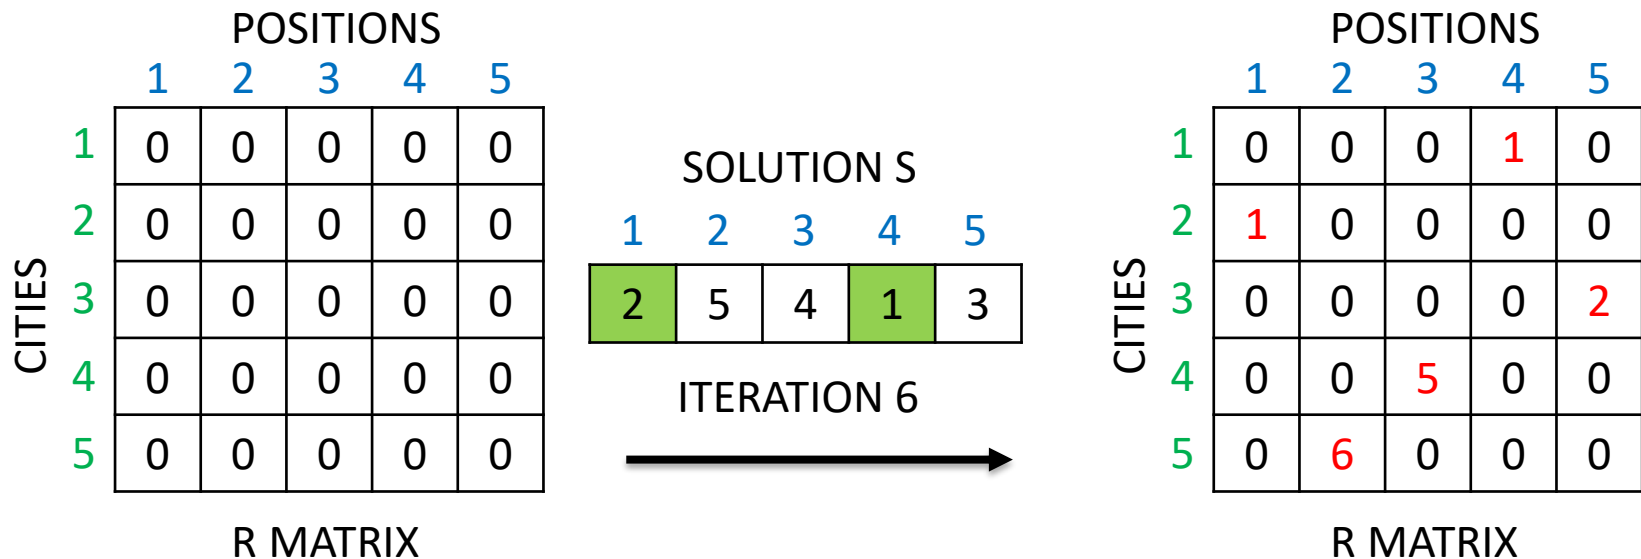 POSITIONS
1 2 3 4 5
CITIES
1 0 0 0 0 0
2 0 0 0 0 0
3 0 0 0 0 0
4 0 0 0 0 0
5 0 0 0 0 0
R MATRIX
SOLUTION S
1 2 3 4 5
2 5 4 1 3
ITERATION 6
POSITIONS
1 2 3 4 5
CITIES
1 0 0 0 1 0
2 1 0 0 0 0
3 0 0 0 0 2
4 0 0 5 0 0
5 0 6 0 0 0
R MATRIX